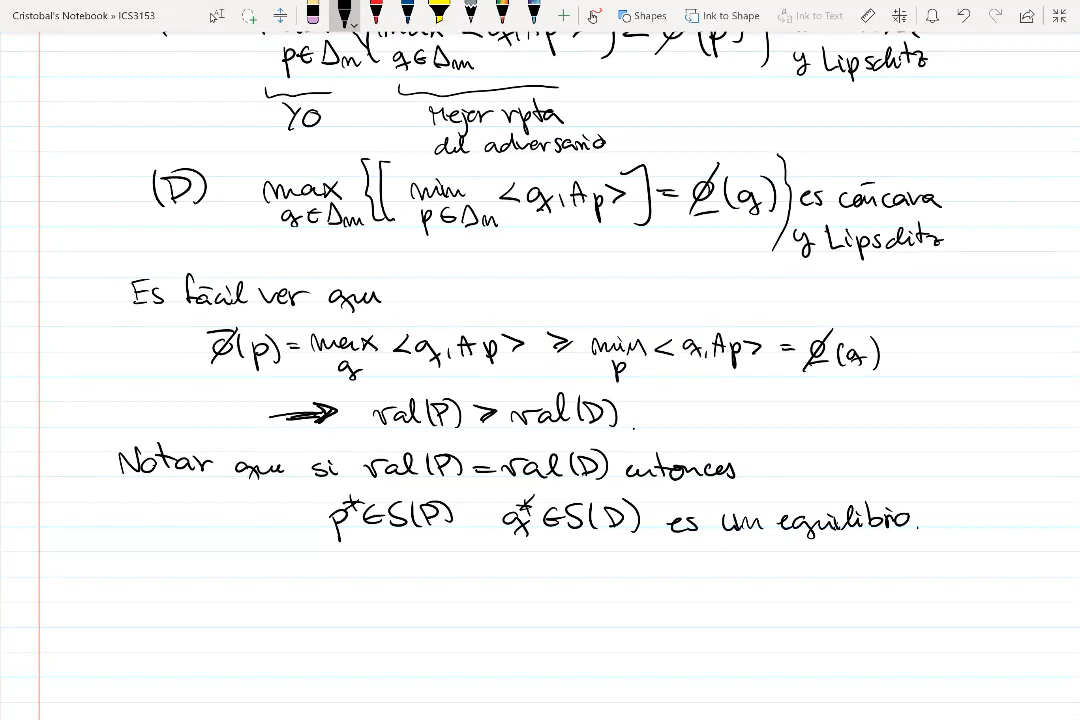 Cristobal's Notebook » ICS3153
Shapes Ink to Shape Ink to Text
p∈Δn q∈Δm y Lipschitz
YO Mejor rpta
del adversario
(D) max {[ min <q,Ap> ] = φ(q) } es cóncava
q∈Δm p∈Δn y Lipschitz
Es fácil ver que
φ̄(p) = max <q,Ap> ≥ min <q,Ap> = φ(q)
q p
⟹ val(P) ≥ val(D).
Notar que si val(P) = val(D) entonces
p*∈S(P) q*∈S(D) es un equilibrio.